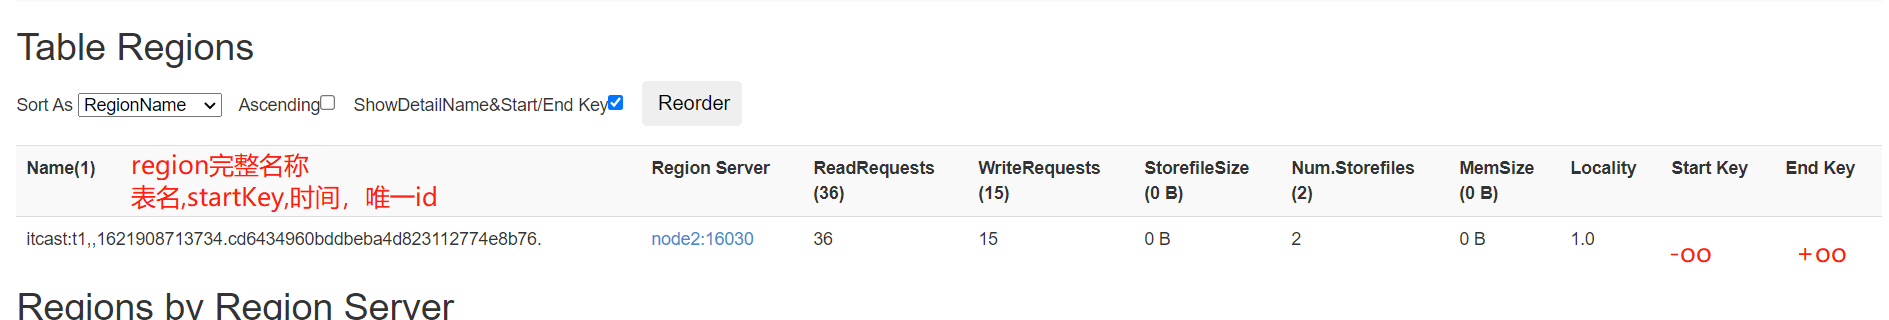 Table Regions
Sort As RegionName Ascending ShowDetailName&Start/End Key Reorder
Name(1) region完整名称 Region Server ReadRequests WriteRequests StorefileSize Num.Storefiles MemSize Locality Start Key End Key
表名,startKey,时间，唯一id (36) (15) (0 B) (2) (0 B)
itcast:t1,,1621908713734.cd6434960bddbeba4d823112774e8b76. node2:16030 36 15 0 B 2 0 B 1.0 -oo +oo
Regions by Region Server